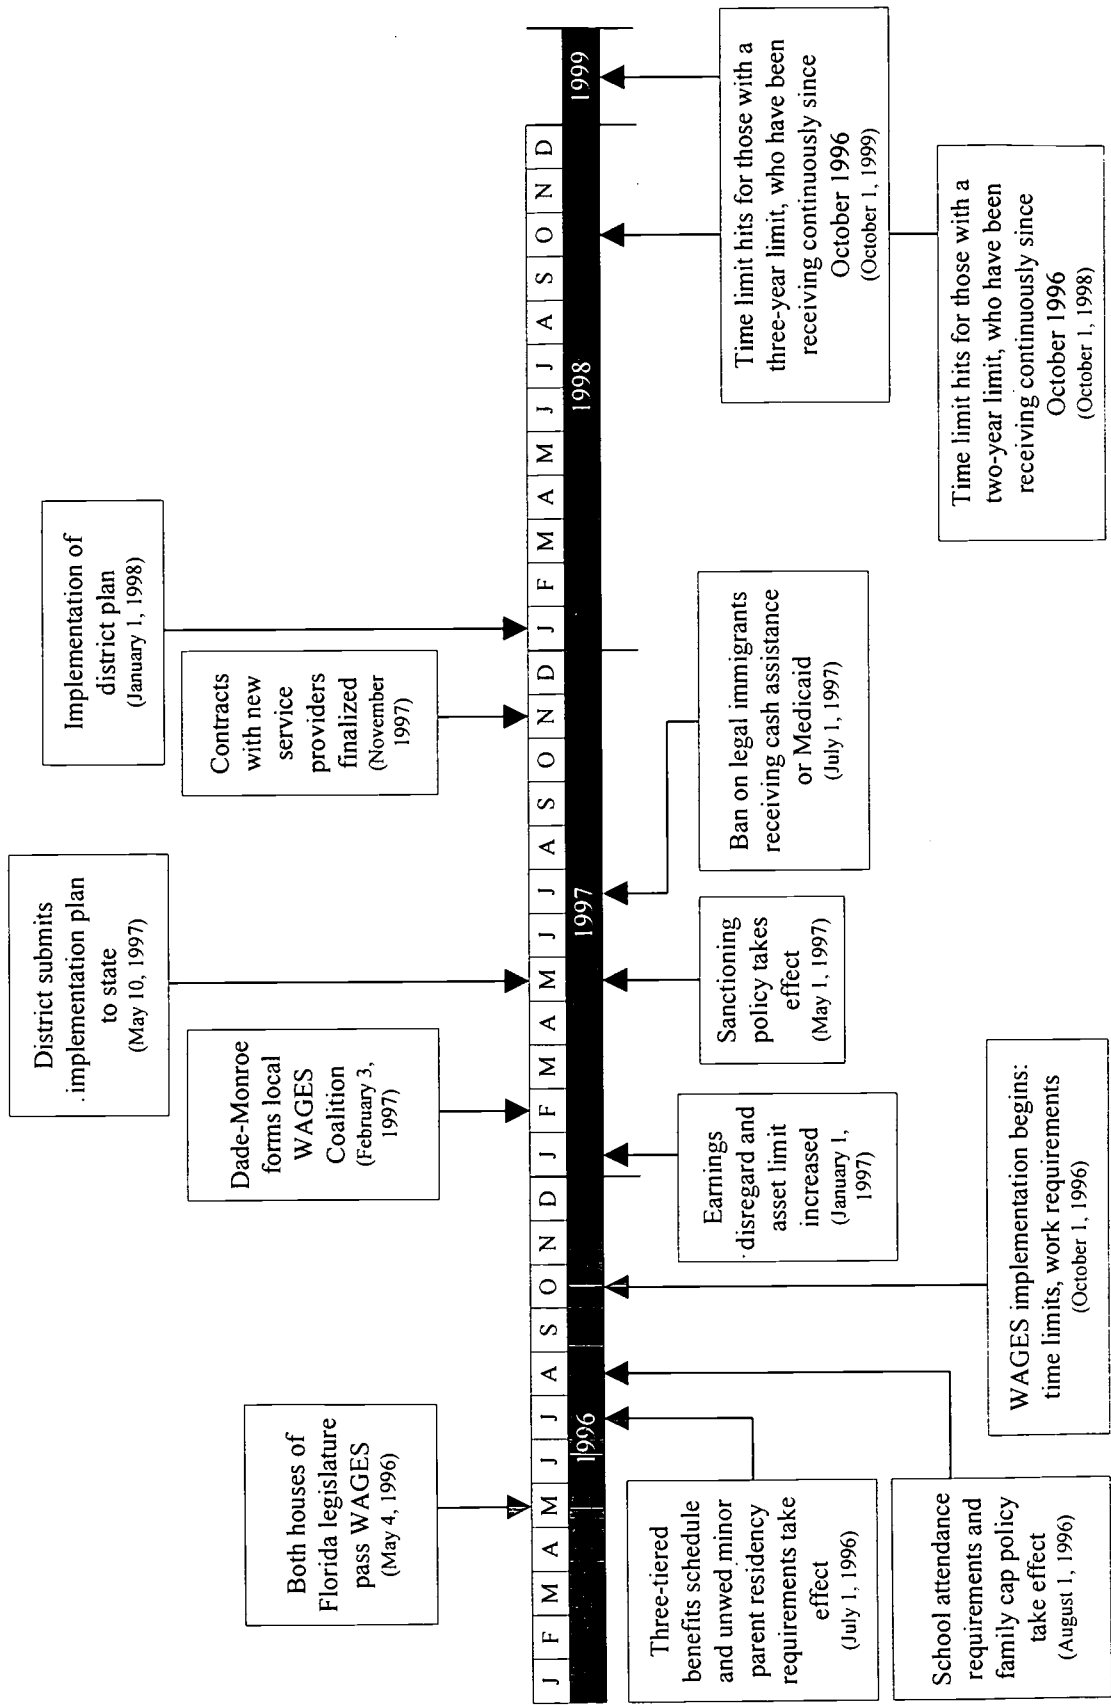 Both houses of
Florida legislature
pass WAGES
(May 4, 1996)
Dade-Monroe
forms local
WAGES
Coalition
(February 3,
1997)
District submits
.implementation plan
to state
(May 10, 1997)
Contracts
with new
service
providers
finalized
(November
1997)
Implementation of
district plan
(January 1, 1998)
J F M A M J J A S O N D J F M A M J J A S O N D J F M A M J J A S O N D
1996 1997 1998 1999
Three-tiered
benefits schedule
and unwed minor
parent residency
requirements take
effect
(July 1, 1996)
School attendance
requirements and
family cap policy
take effect
(August 1, 1996)
WAGES implementation begins:
time limits, work requirements
(October 1, 1996)
Earnings
disregard and
asset limit
increased
(January 1,
1997)
Sanctioning
policy takes
effect
(May 1, 1997)
Ban on legal immigrants
receiving cash assistance
or Medicaid
(July 1, 1997)
Time limit hits for those with a
three-year limit, who have been
receiving continuously since
October 1996
(October 1, 1999)
Time limit hits for those with a
two-year limit, who have been
receiving continuously since
October 1996
(October 1, 1998)